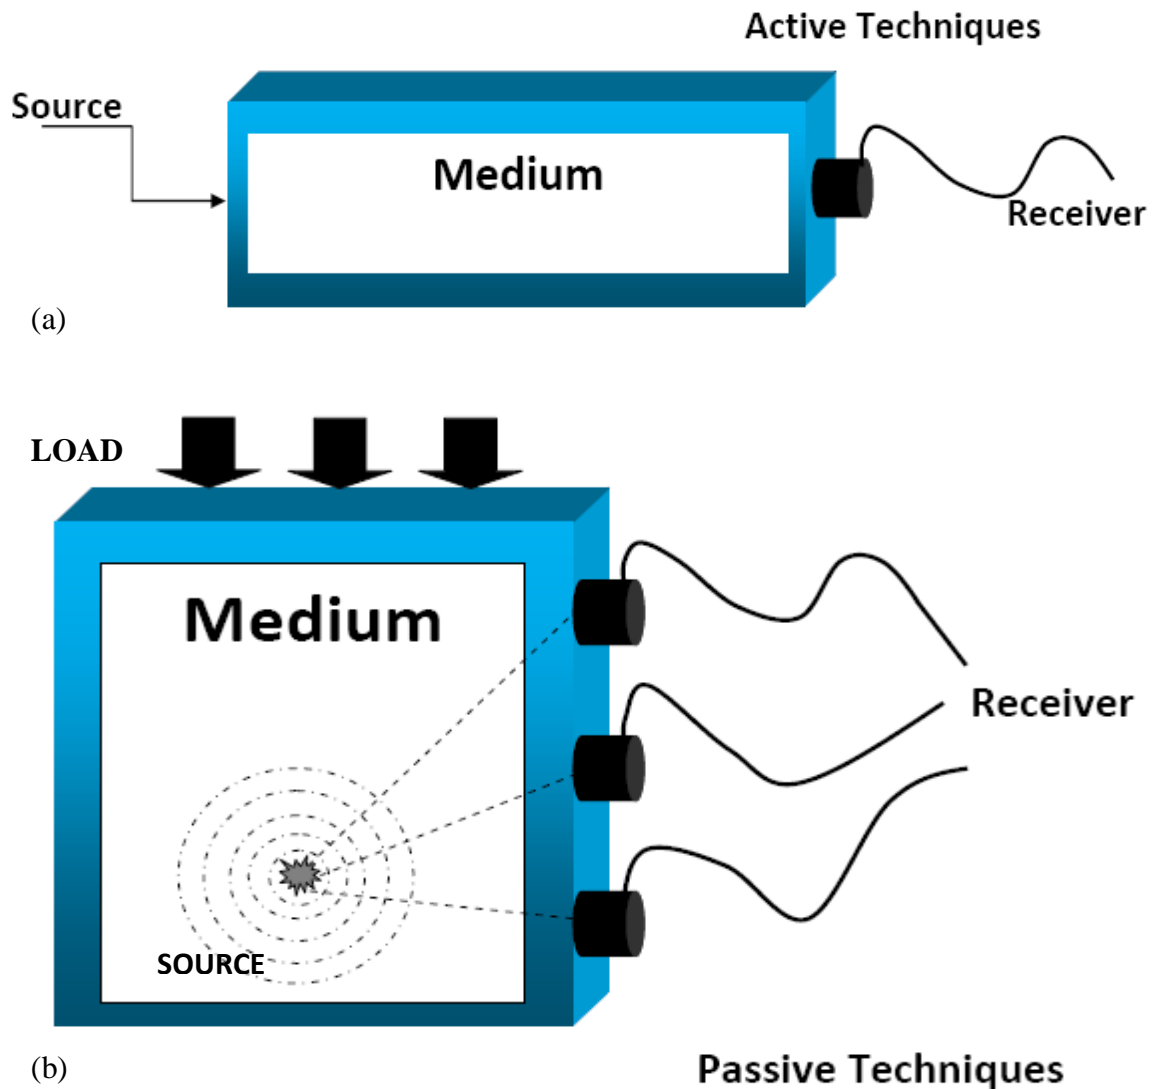 Active Techniques
Source
Medium
Receiver
(a)
LOAD
Medium
Receiver
SOURCE
(b)
Passive Techniques